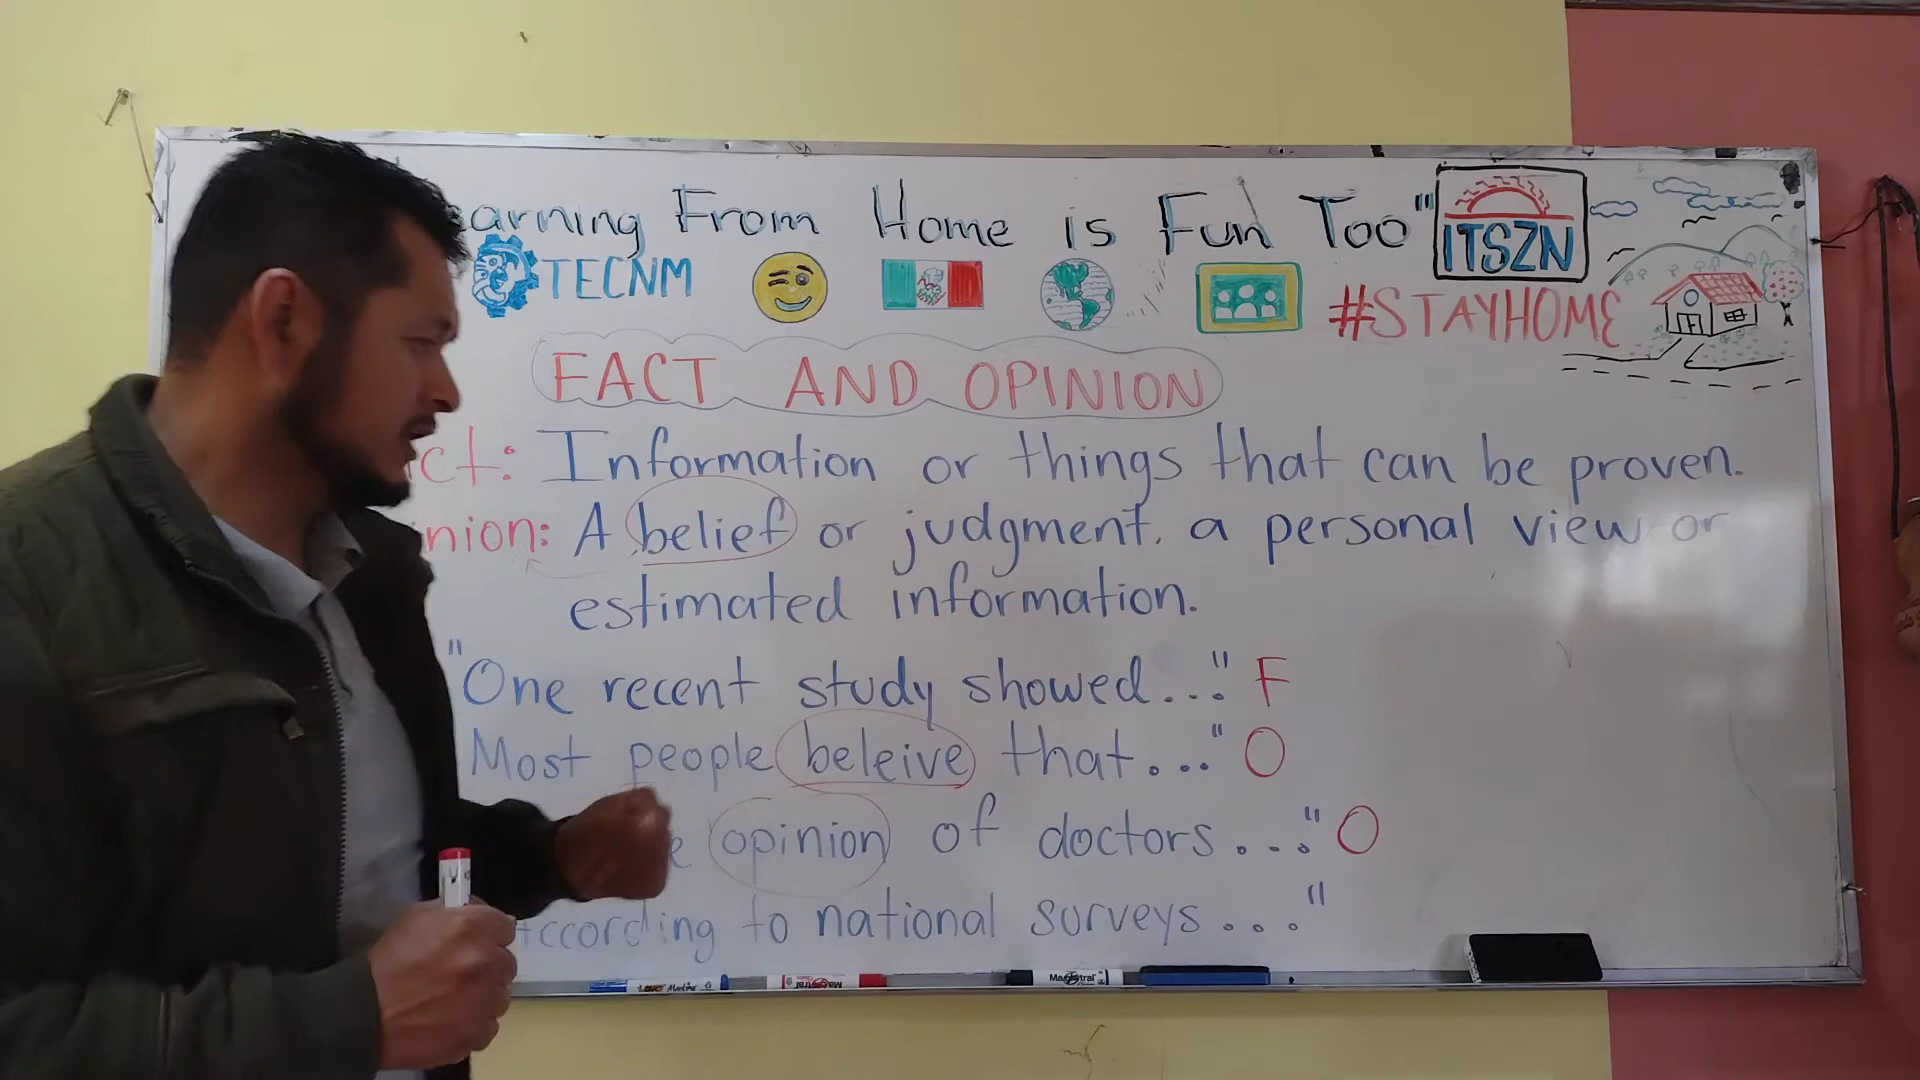 earning From Home is Fun Too"
TECNM
ITSZN
#STAYHOME
FACT AND OPINION
ct: Information or things that can be proven.
nion: A belief or judgment. a personal view or
estimated information.
"One recent study showed..." F
Most people beleive that..." O
e opinion of doctors..." O
ccording to national surveys..."
Magistral